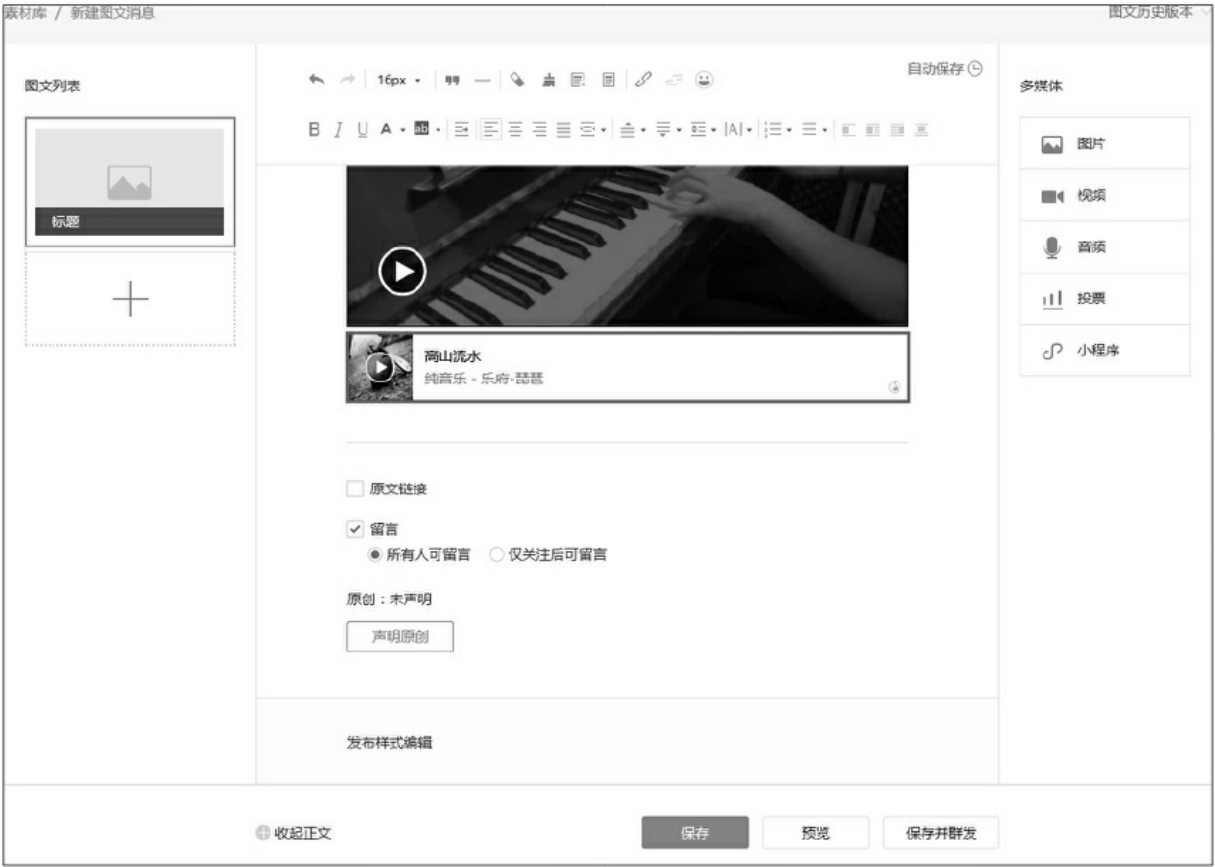 素材库 / 新建图文消息
图文历史版本
图文列表
标题
16px
自动保存
B I U A ab
|A|
高山流水
纯音乐 - 乐府·琵琶
原文链接
留言
所有人可留言 仅关注后可留言
原创：未声明
声明原创
发布样式编辑
多媒体
图片
视频
音频
投票
小程序
收起正文
保存
预览
保存并群发